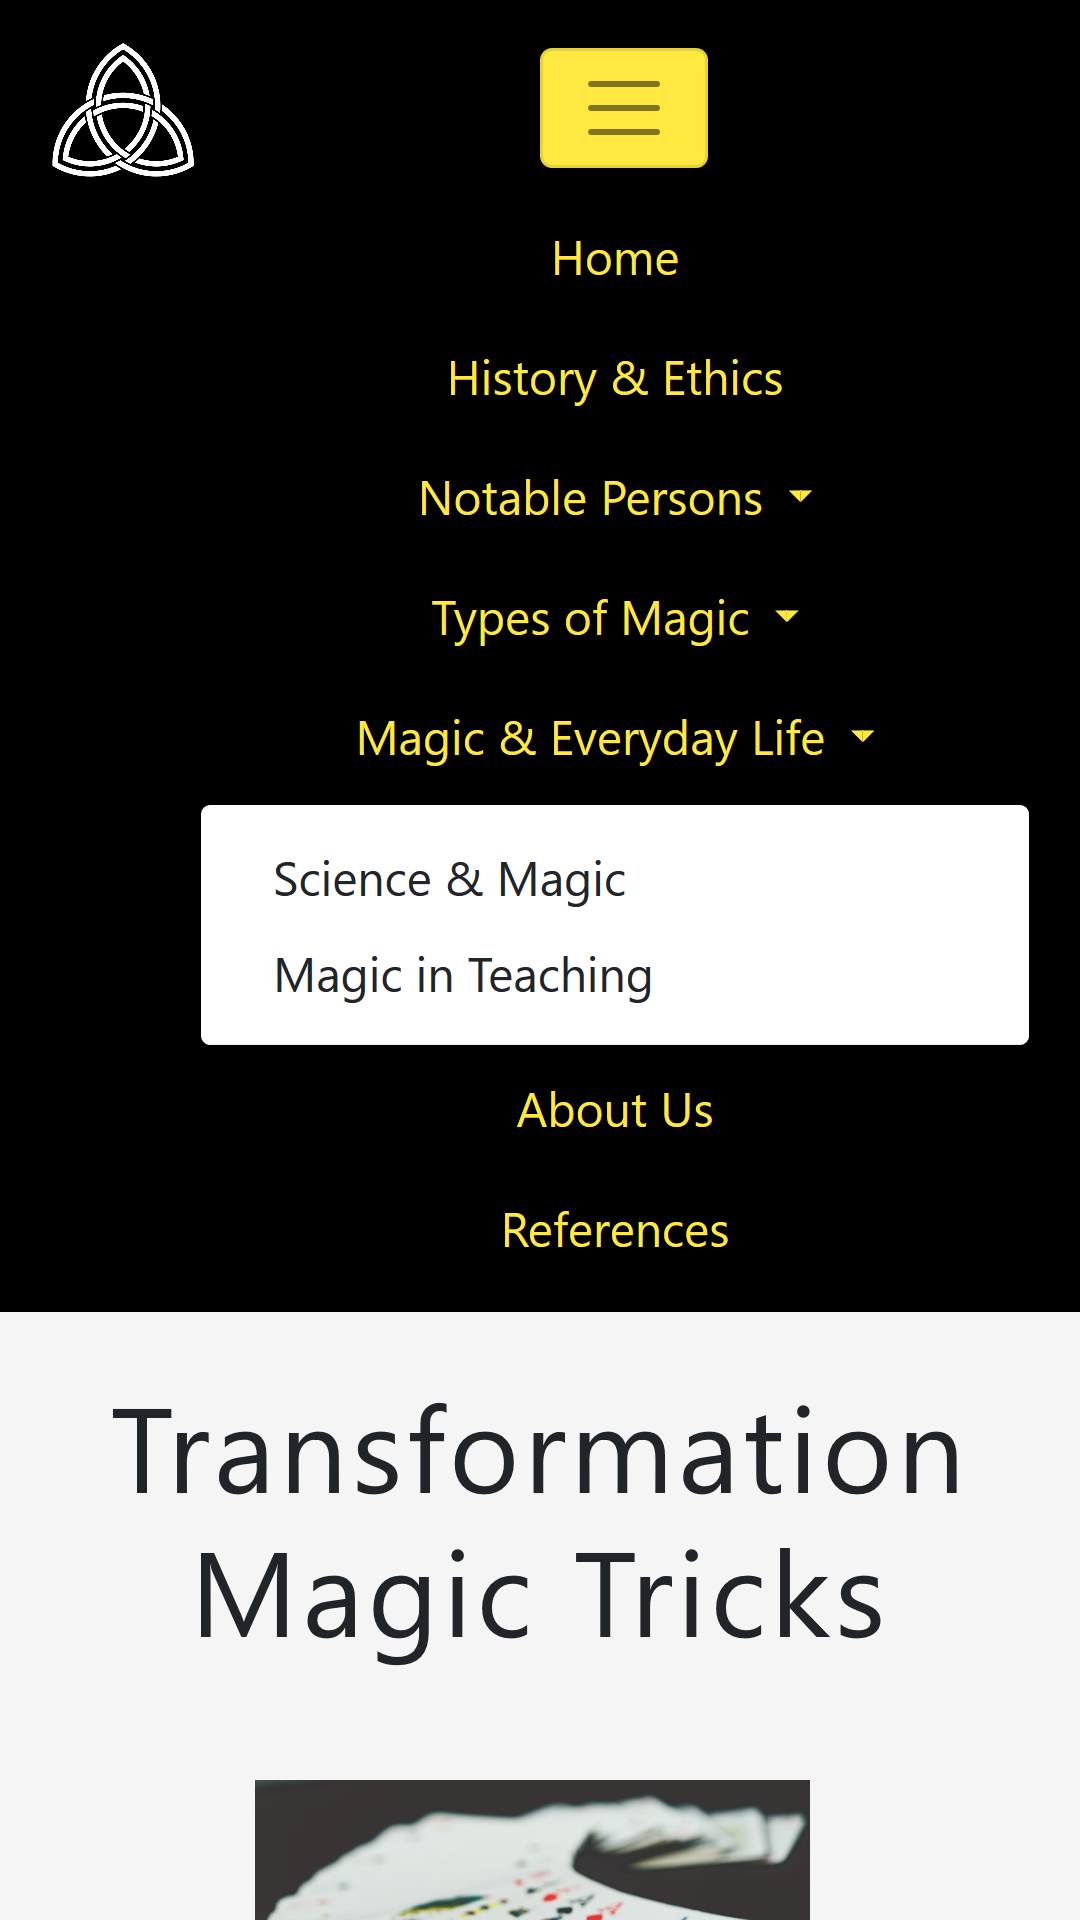 Home
History & Ethics
Notable Persons
Types of Magic
Magic & Everyday Life
Science & Magic
Magic in Teaching
About Us
References
Transformation
Magic Tricks